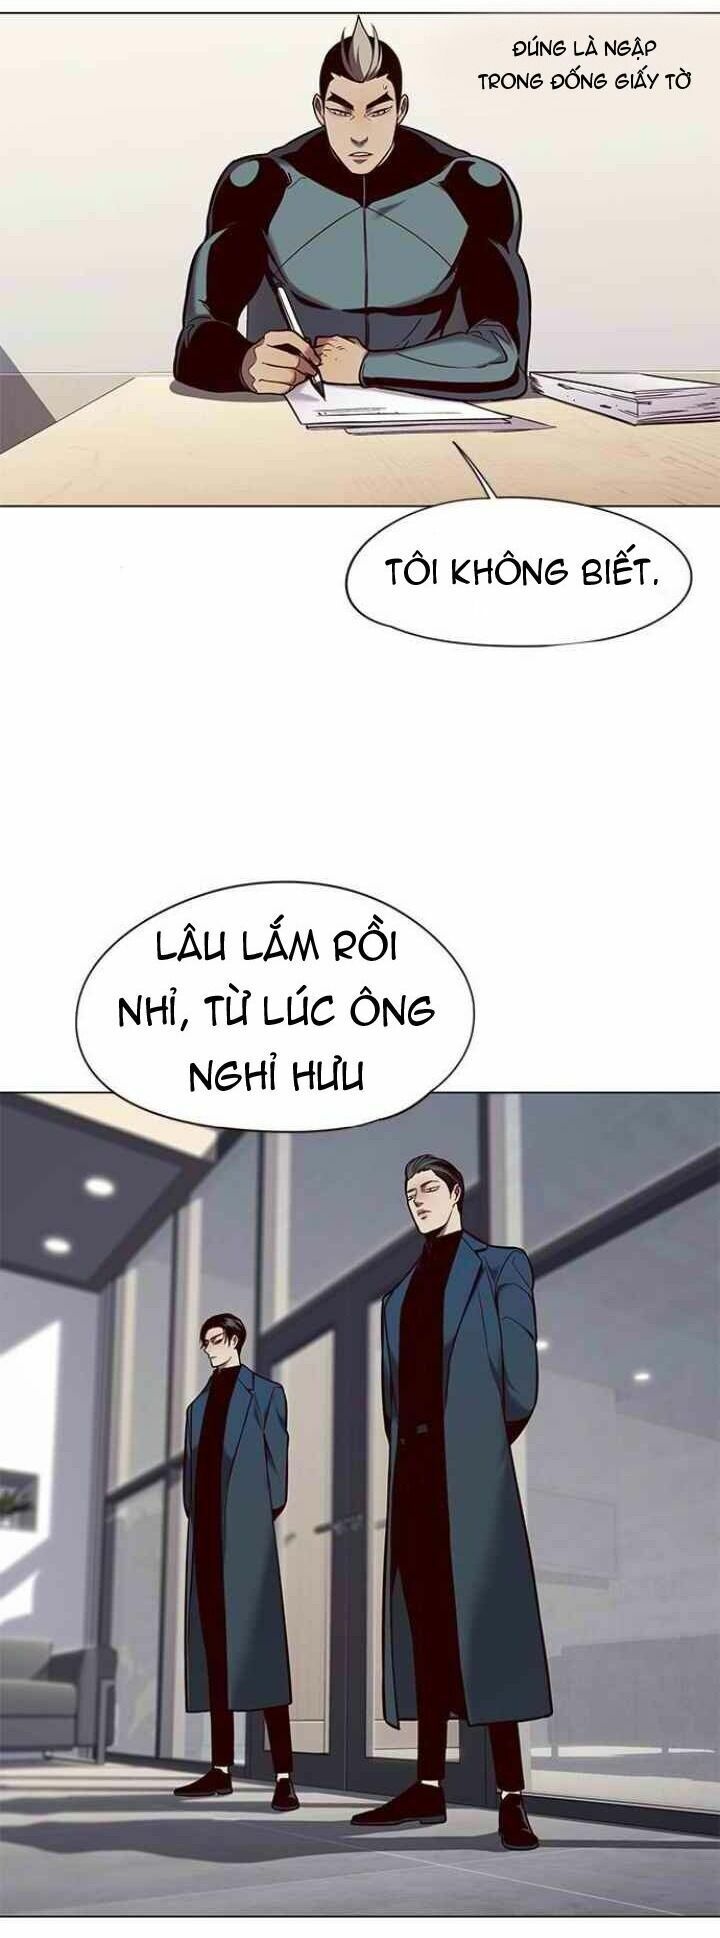 ĐÚNG LÀ NGẬP
TRONG ĐỐNG GIẤY TỜ
TÔI KHÔNG BIẾT.
LÂU LẮM RỒI
NHỈ, TỪ LÚC ÔNG
NGHỈ HƯU